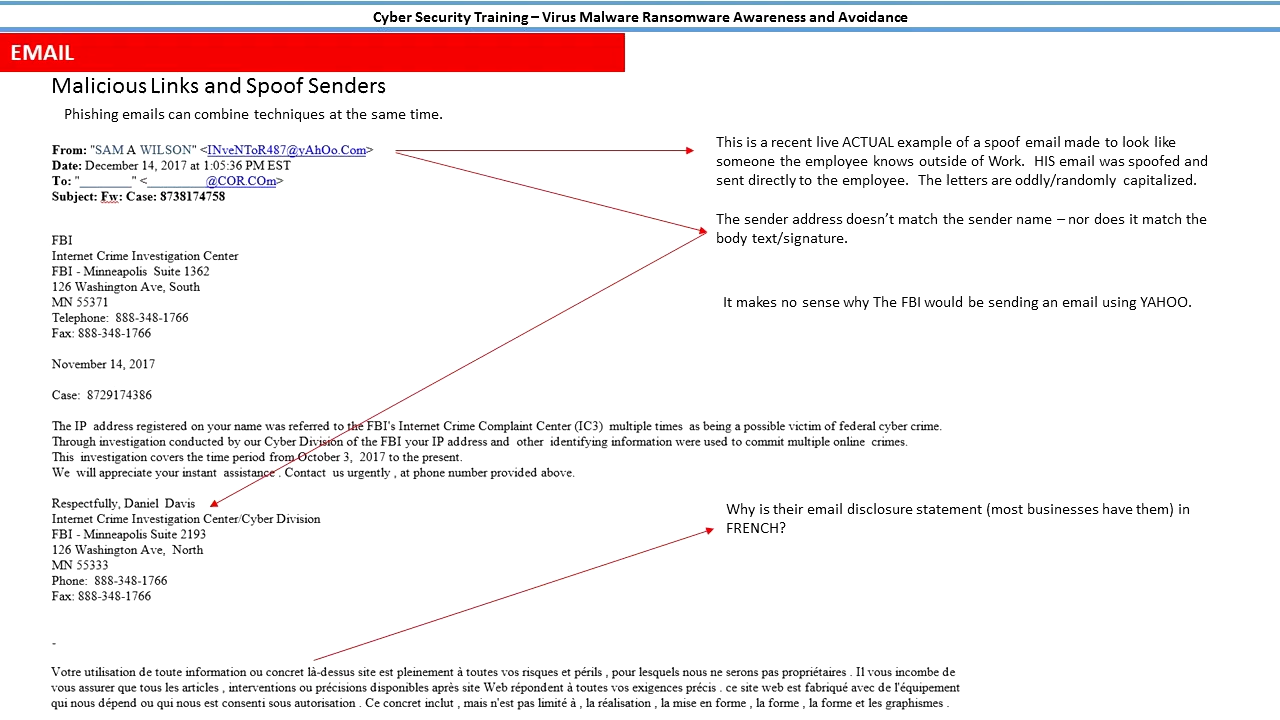 Cyber Security Training – Virus Malware Ransomware Awareness and Avoidance
EMAIL
Malicious Links and Spoof Senders
Phishing emails can combine techniques at the same time.
From: "SAM A WILSON" <INveNToR487@yAhOo.Com>
Date: December 14, 2017 at 1:05:36 PM EST
To: "________" <________@COR.COm>
Subject: Fw: Case: 8738174758
This is a recent live ACTUAL example of a spoof email made to look like
someone the employee knows outside of Work.  HIS email was spoofed and
sent directly to the employee.  The letters are oddly/randomly  capitalized.
The sender address doesn't match the sender name – nor does it match the
body text/signature.
It makes no sense why The FBI would be sending an email using YAHOO.
FBI
Internet Crime Investigation Center
FBI - Minneapolis  Suite 1362
126 Washington Ave, South
MN 55371
Telephone:  888-348-1766
Fax: 888-348-1766
November 14, 2017
Case:  8729174386
The IP  address registered on your name was referred to the FBI's Internet Crime Complaint Center (IC3)  multiple times  as being a possible victim of federal cyber crime.
Through investigation conducted by our Cyber Division of the FBI your IP address and  other  identifying information were used to commit multiple online  crimes.
This  investigation covers the time period from October 3,  2017 to the present.
We  will appreciate your instant  assistance . Contact  us urgently , at phone number provided above.
Respectfully, Daniel  Davis
Internet Crime Investigation Center/Cyber Division
FBI - Minneapolis Suite 2193
126 Washington Ave,  North
MN 55333
Phone:  888-348-1766
Fax: 888-348-1766
Why is their email disclosure statement (most businesses have them) in
FRENCH?
-
Votre utilisation de toute information ou concret là-dessus site est pleinement à toutes vos risques et périls , pour lesquels nous ne serons pas propriétaires . Il vous incombe de
vous assurer que tous les articles , interventions ou précisions disponibles après site Web répondent à toutes vos exigences précis . ce site web est fabriqué avec de l'équipement
qui nous dépend ou qui nous est consenti sous autorisation . Ce concret inclut , mais n'est pas limité à , la réalisation , la mise en forme , la forme , la forme et les graphismes .